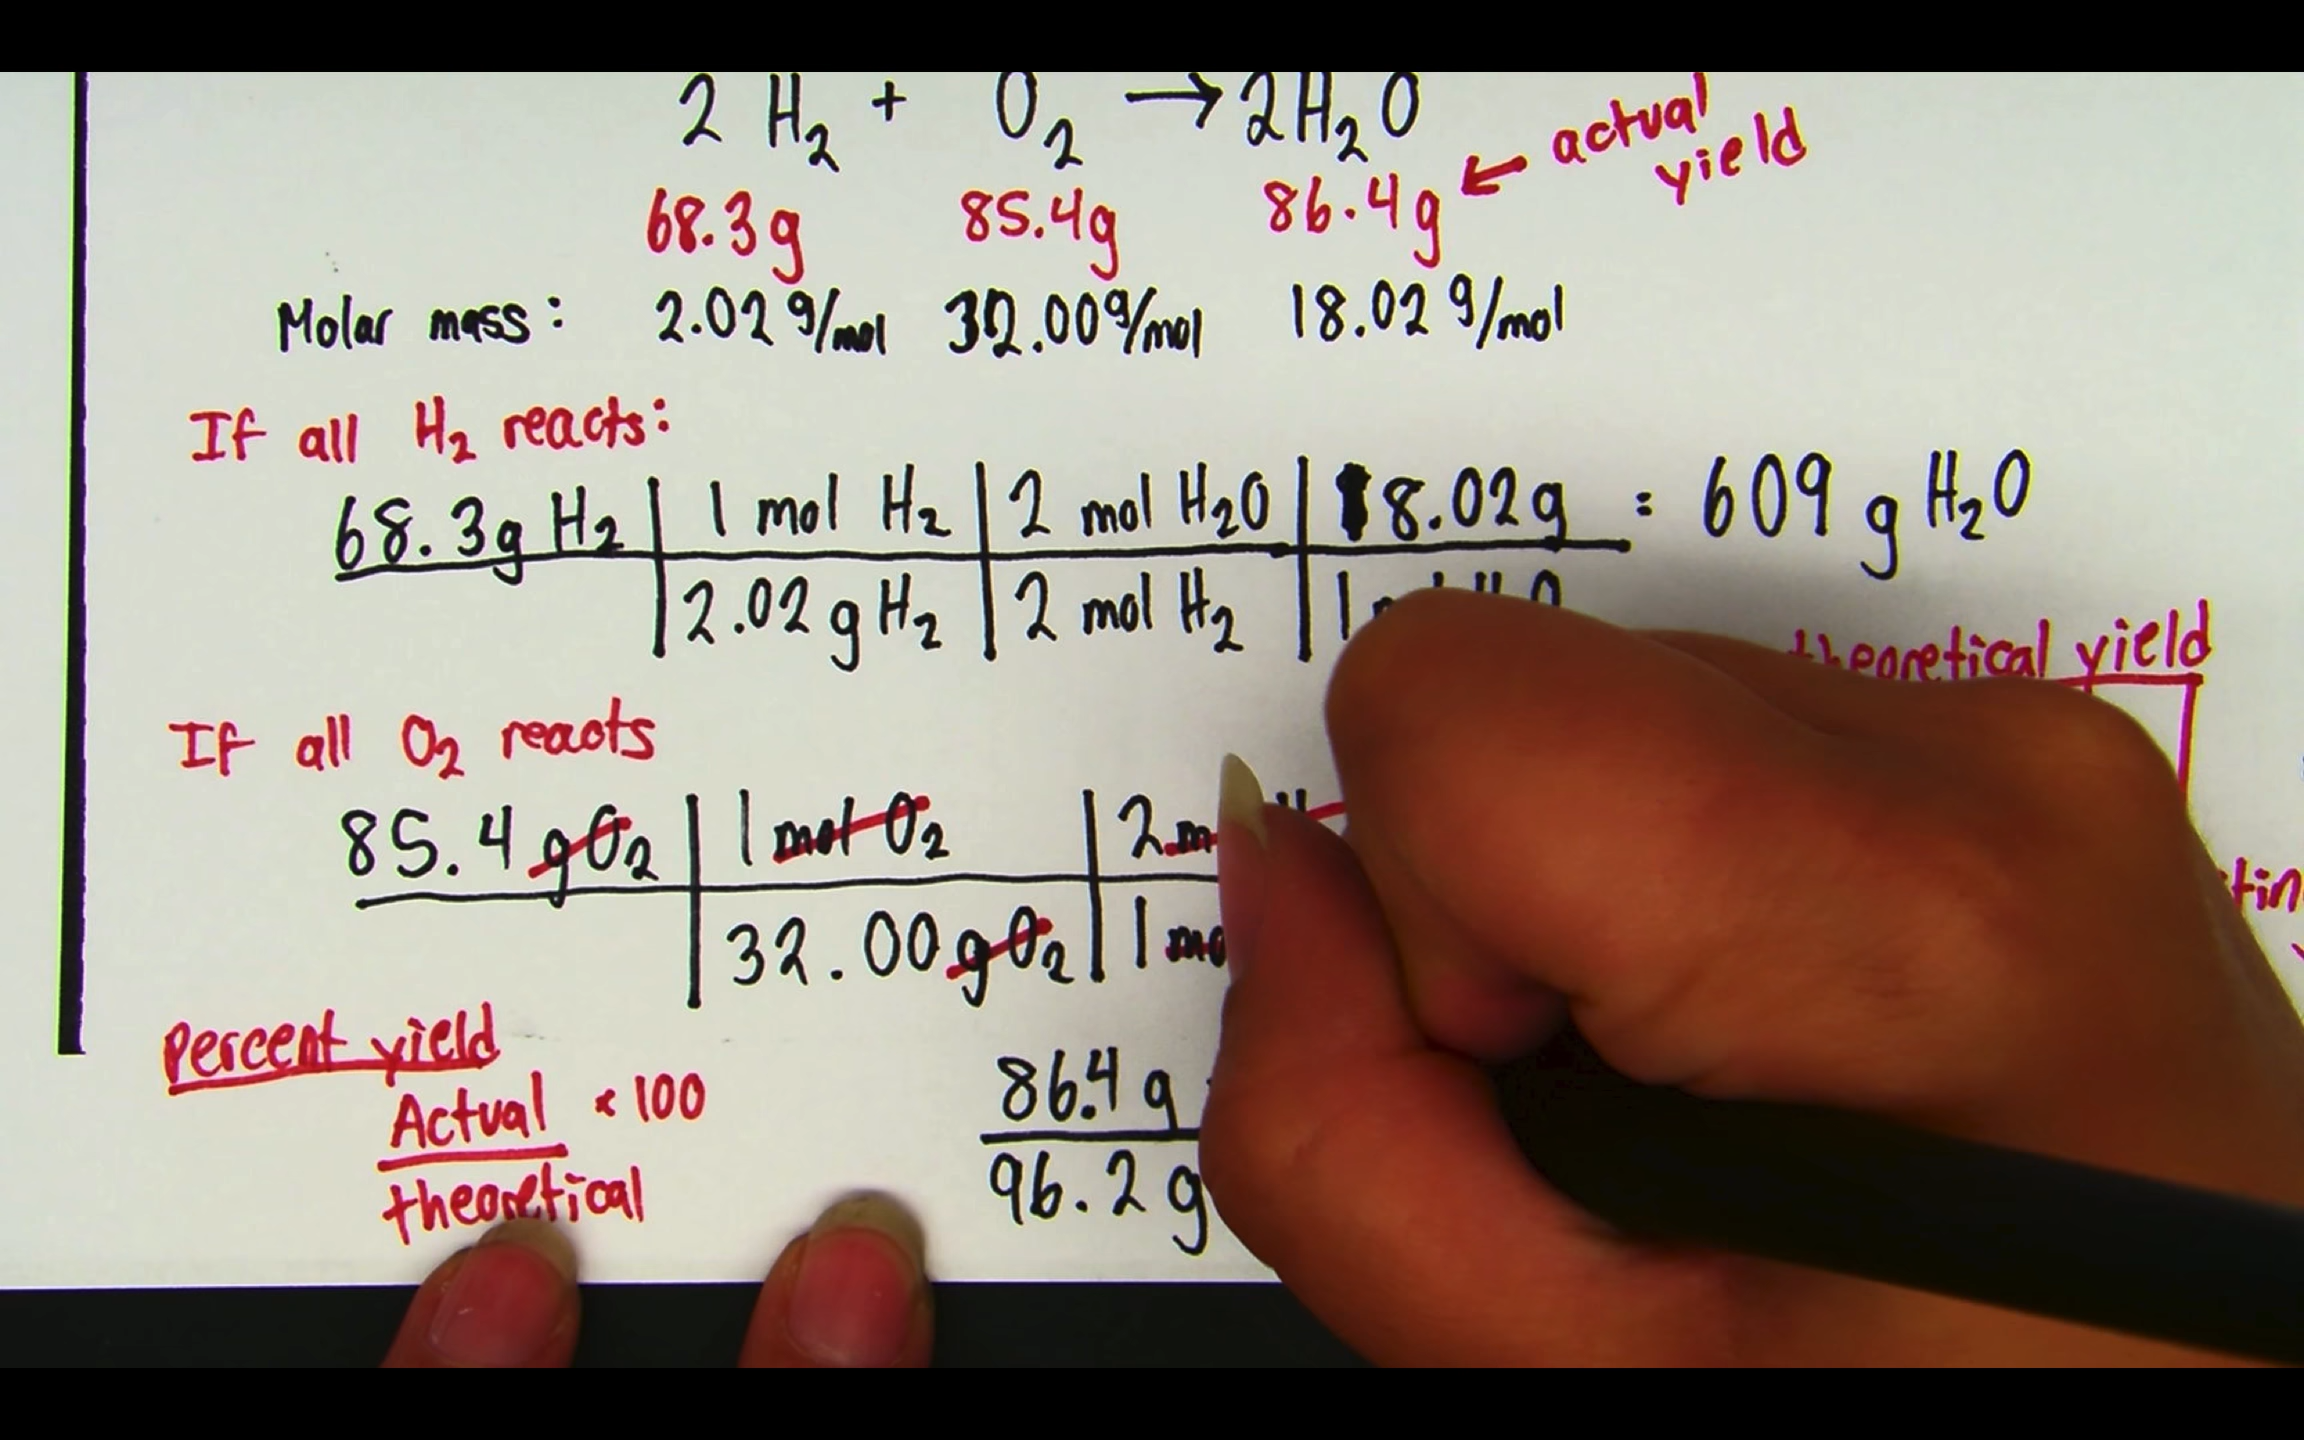 2 H₂ + O₂ → 2H₂O
actual yield
68.3g 85.4g 86.4g ←
Molar mass: 2.02 g/mol 32.00 g/mol 18.02 g/mol
If all H₂ reacts:
68.3g H₂ | 1 mol H₂ | 2 mol H₂O | 18.02g = 609 g H₂O
2.02 g H₂ | 2 mol H₂ | 1
theoretical yield
If all O₂ reacts
85.4 gO₂ | 1 mol O₂ | 2
32.00 gO₂ | 1
Percent yield
Actual × 100
theoretical
86.4 g
96.2 g